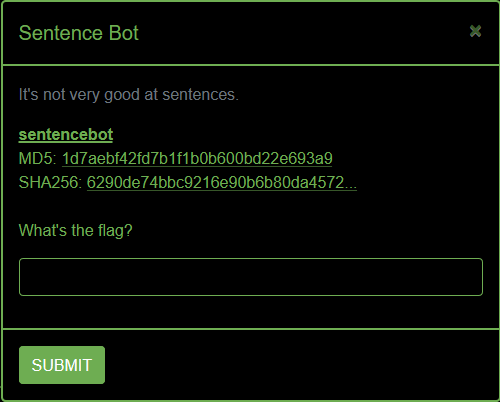 Sentence Bot
It's not very good at sentences.
sentencebot
MD5: 1d7aebf42fd7b1f1b0b600bd22e693a9
SHA256: 6290de74bbc9216e90b6b80da4572...
What's the flag?
SUBMIT